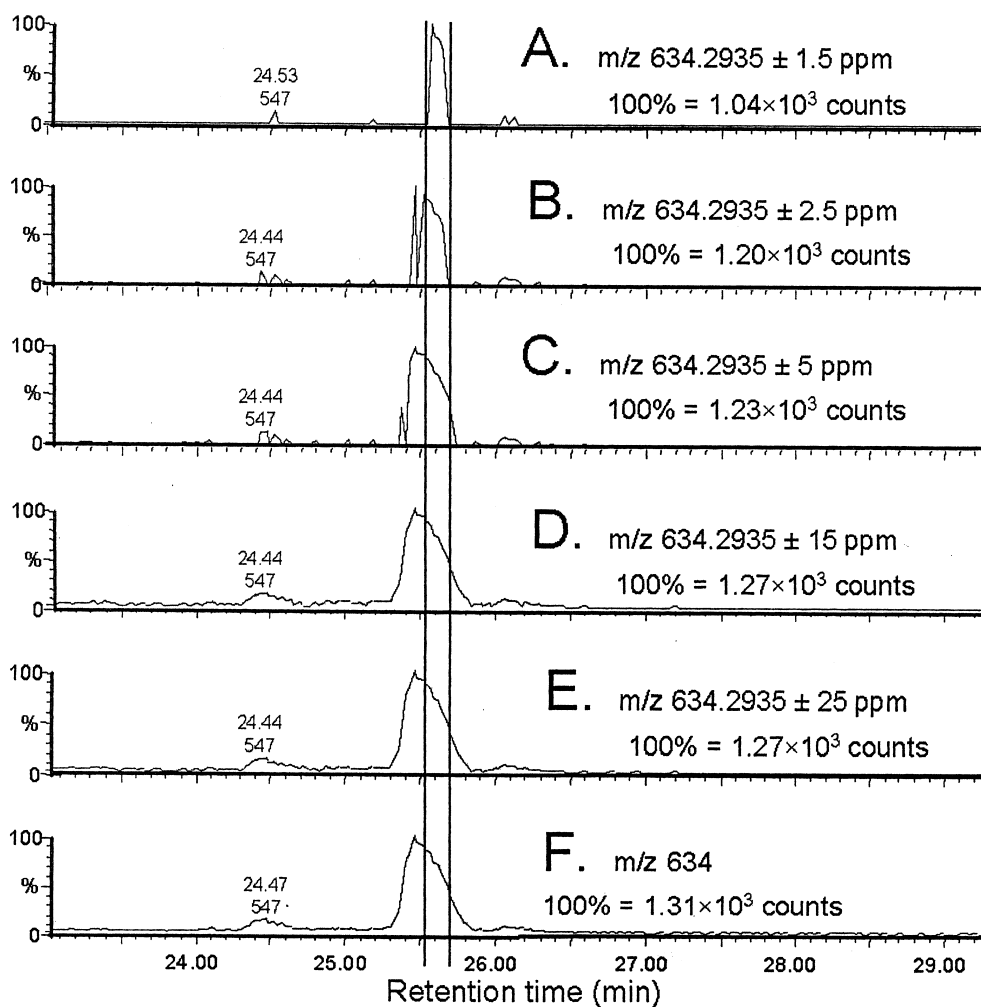 100
%
0
24.53
547
A. m/z 634.2935 ± 1.5 ppm
100% = 1.04×10³ counts
100
%
0
24.44
547
B. m/z 634.2935 ± 2.5 ppm
100% = 1.20×10³ counts
100
%
0
24.44
547
C. m/z 634.2935 ± 5 ppm
100% = 1.23×10³ counts
100
%
0
24.44
547
D. m/z 634.2935 ± 15 ppm
100% = 1.27×10³ counts
100
%
0
24.44
547
E. m/z 634.2935 ± 25 ppm
100% = 1.27×10³ counts
100
%
0
24.47
547
F. m/z 634
100% = 1.31×10³ counts
24.00 25.00 26.00 27.00 28.00 29.00
Retention time (min)